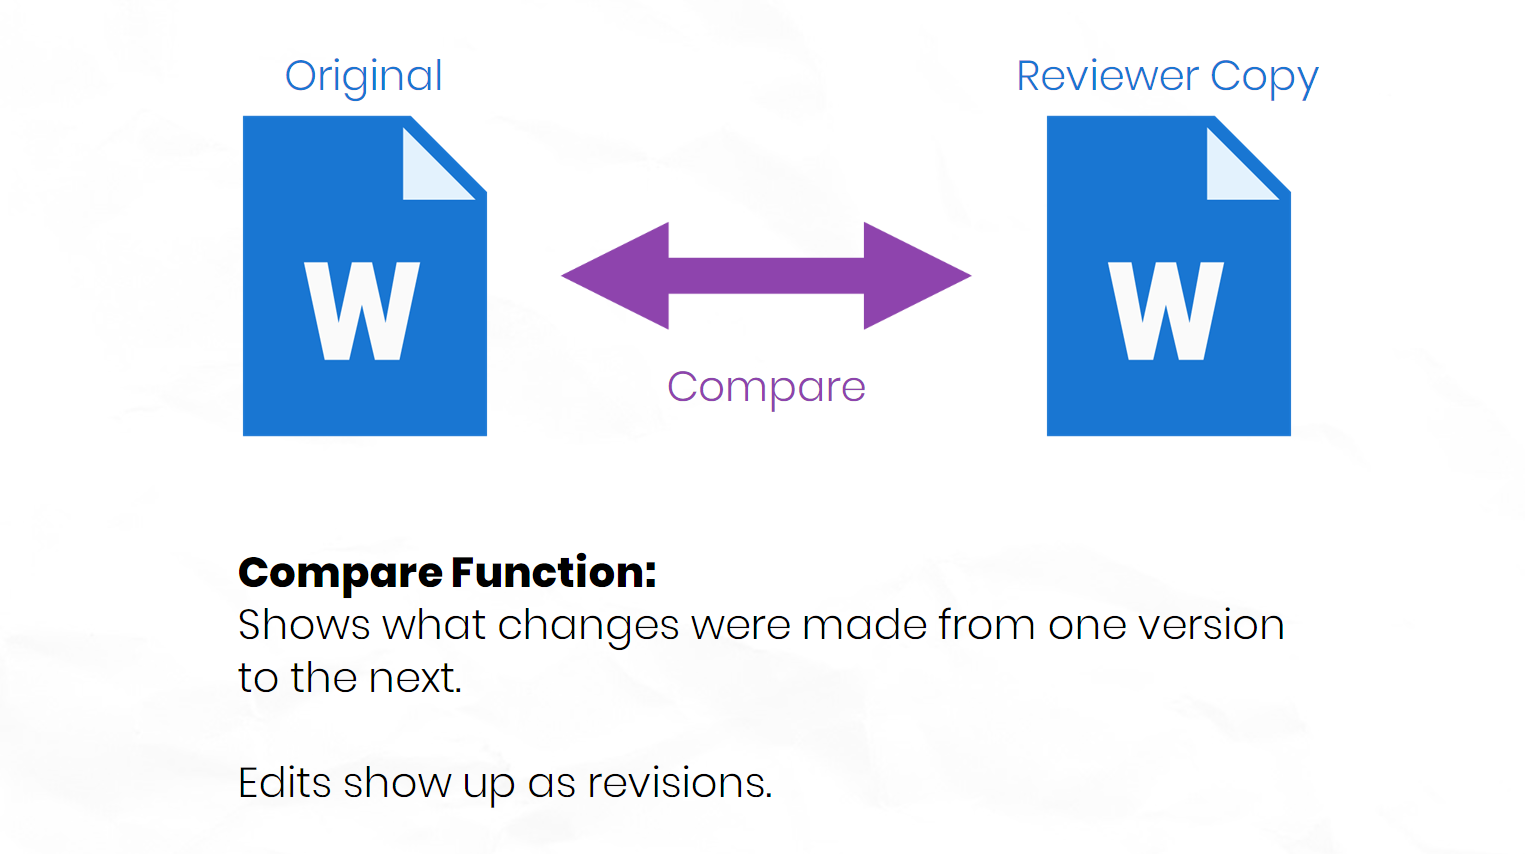 Original
Reviewer Copy
W
W
Compare
Compare Function:
Shows what changes were made from one version
to the next.
Edits show up as revisions.